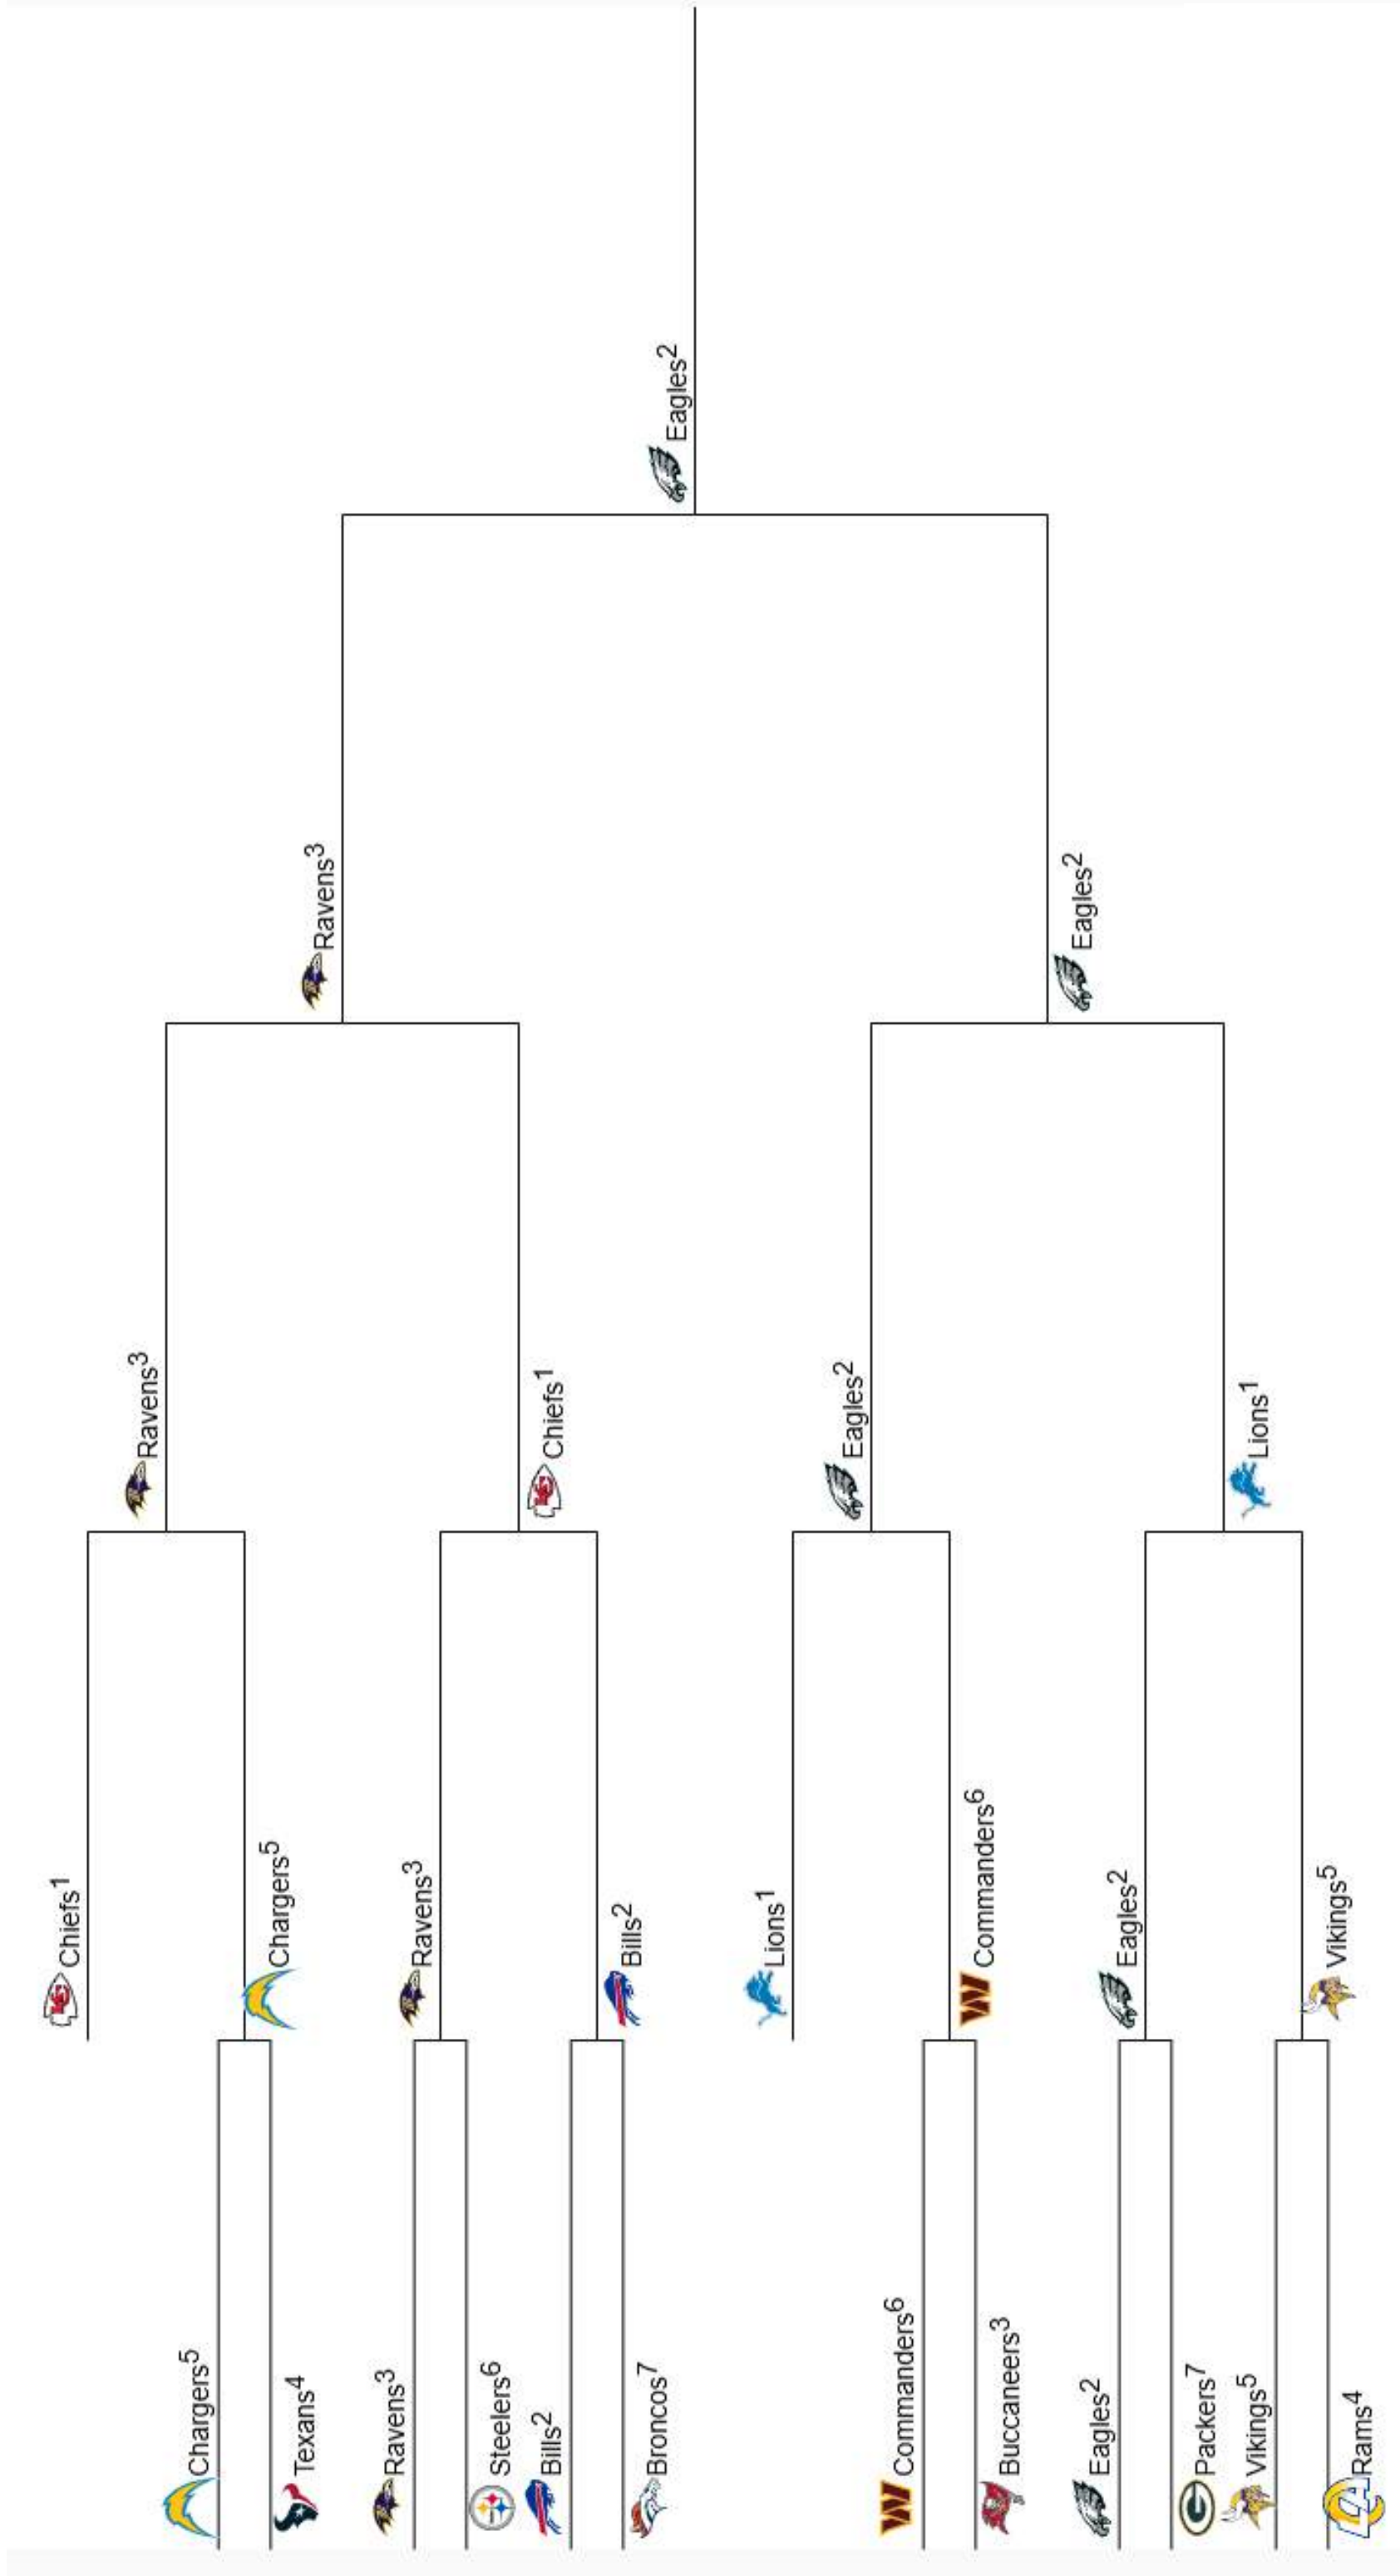 Chargers5
Texans4
Ravens3
Steelers6
Bills2
Broncos7
Commanders6
Buccaneers3
Eagles2
Packers7
Vikings5
Rams4
Chiefs1
Chargers5
Ravens3
Bills2
Lions1
Commanders6
Eagles2
Vikings5
Ravens3
Chiefs1
Eagles2
Lions1
Ravens3
Eagles2
Eagles2